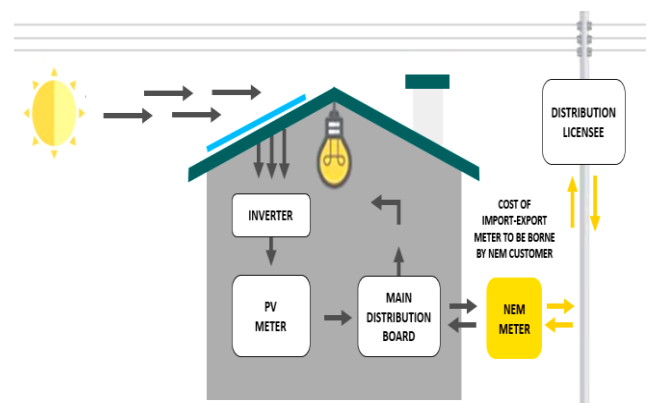 DISTRIBUTION
LICENSEE
COST OF
IMPORT-EXPORT
METER TO BE BORNE
BY NEM CUSTOMER
INVERTER
PV
METER
MAIN
DISTRIBUTION
BOARD
NEM
METER